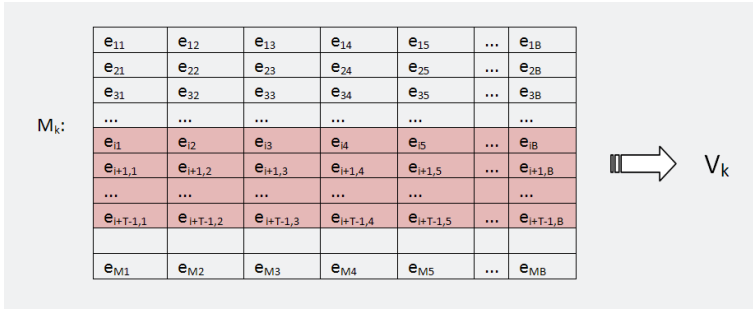 e11 e12 e13 e14 e15 ... e1B
e21 e22 e23 e24 e25 ... e2B
e31 e32 e33 e34 e35 ... e3B
... ... ... ... ... ...
Mk:
ei1 ei2 ei3 ei4 ei5 ... eiB
ei+1,1 ei+1,2 ei+1,3 ei+1,4 ei+1,5 ... ei+1,B
Vk
... ... ... ... ... ...
ei+T-1,1 ei+T-1,2 ei+T-1,3 ei+T-1,4 ei+T-1,5 ... ei+T-1,B
eM1 eM2 eM3 eM4 eM5 ... eMB